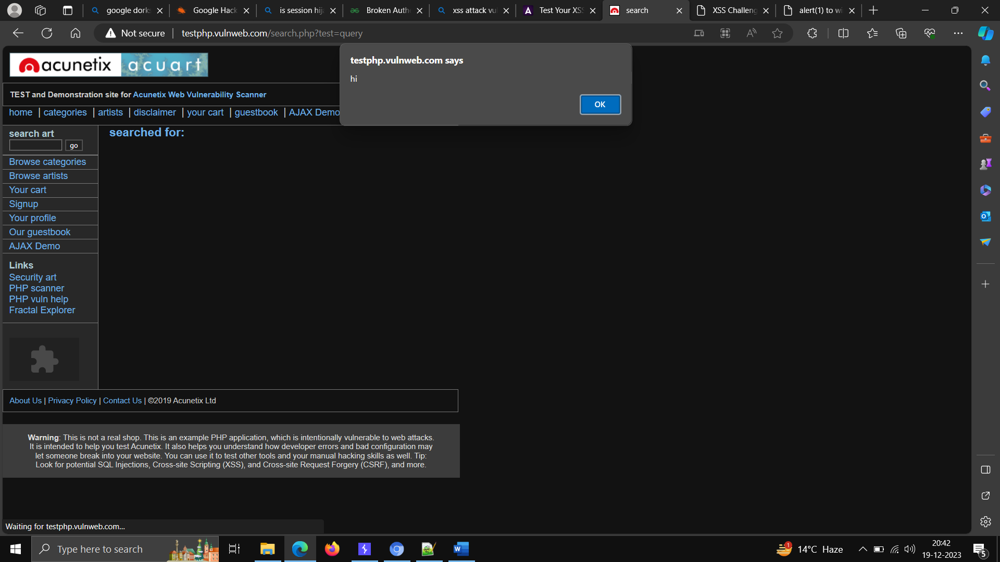 google dorks
Google Hack
is session hija
Broken Auth
xss attack vul
Test Your XSS
search
XSS Challeng
alert(1) to wi
Not secure
testphp.vulnweb.com/search.php?test=query
acunetix acuart
testphp.vulnweb.com says
hi
OK
TEST and Demonstration site for Acunetix Web Vulnerability Scanner
home | categories | artists | disclaimer | your cart | guestbook | AJAX Demo
search art
go
searched for:
Browse categories
Browse artists
Your cart
Signup
Your profile
Our guestbook
AJAX Demo
Links
Security art
PHP scanner
PHP vuln help
Fractal Explorer
About Us | Privacy Policy | Contact Us | ©2019 Acunetix Ltd
Warning: This is not a real shop. This is an example PHP application, which is intentionally vulnerable to web attacks.
It is intended to help you test Acunetix. It also helps you understand how developer errors and bad configuration may
let someone break into your website. You can use it to test other tools and your manual hacking skills as well. Tip:
Look for potential SQL Injections, Cross-site Scripting (XSS), and Cross-site Request Forgery (CSRF), and more.
Waiting for testphp.vulnweb.com...
Type here to search
1
14°C Haze
20:42
19-12-2023
5